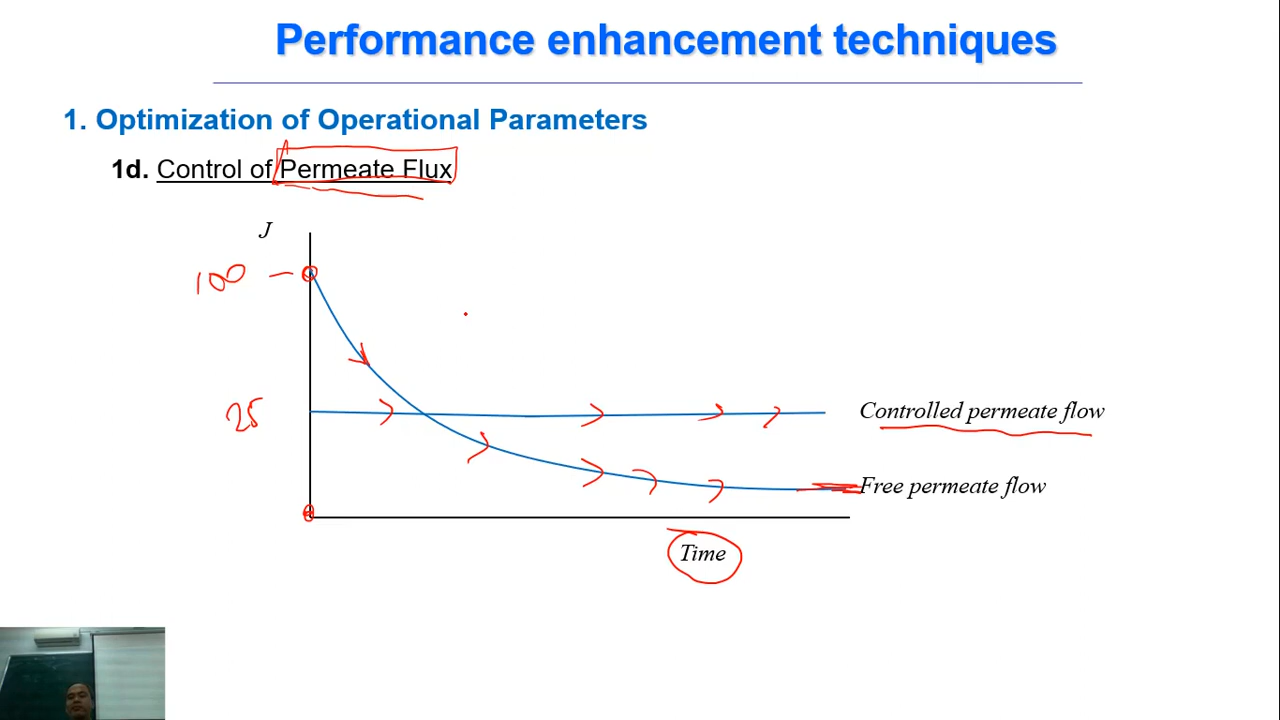 Performance enhancement techniques
1. Optimization of Operational Parameters
1d. Control of Permeate Flux
J
100
25
Controlled permeate flow
Free permeate flow
Time